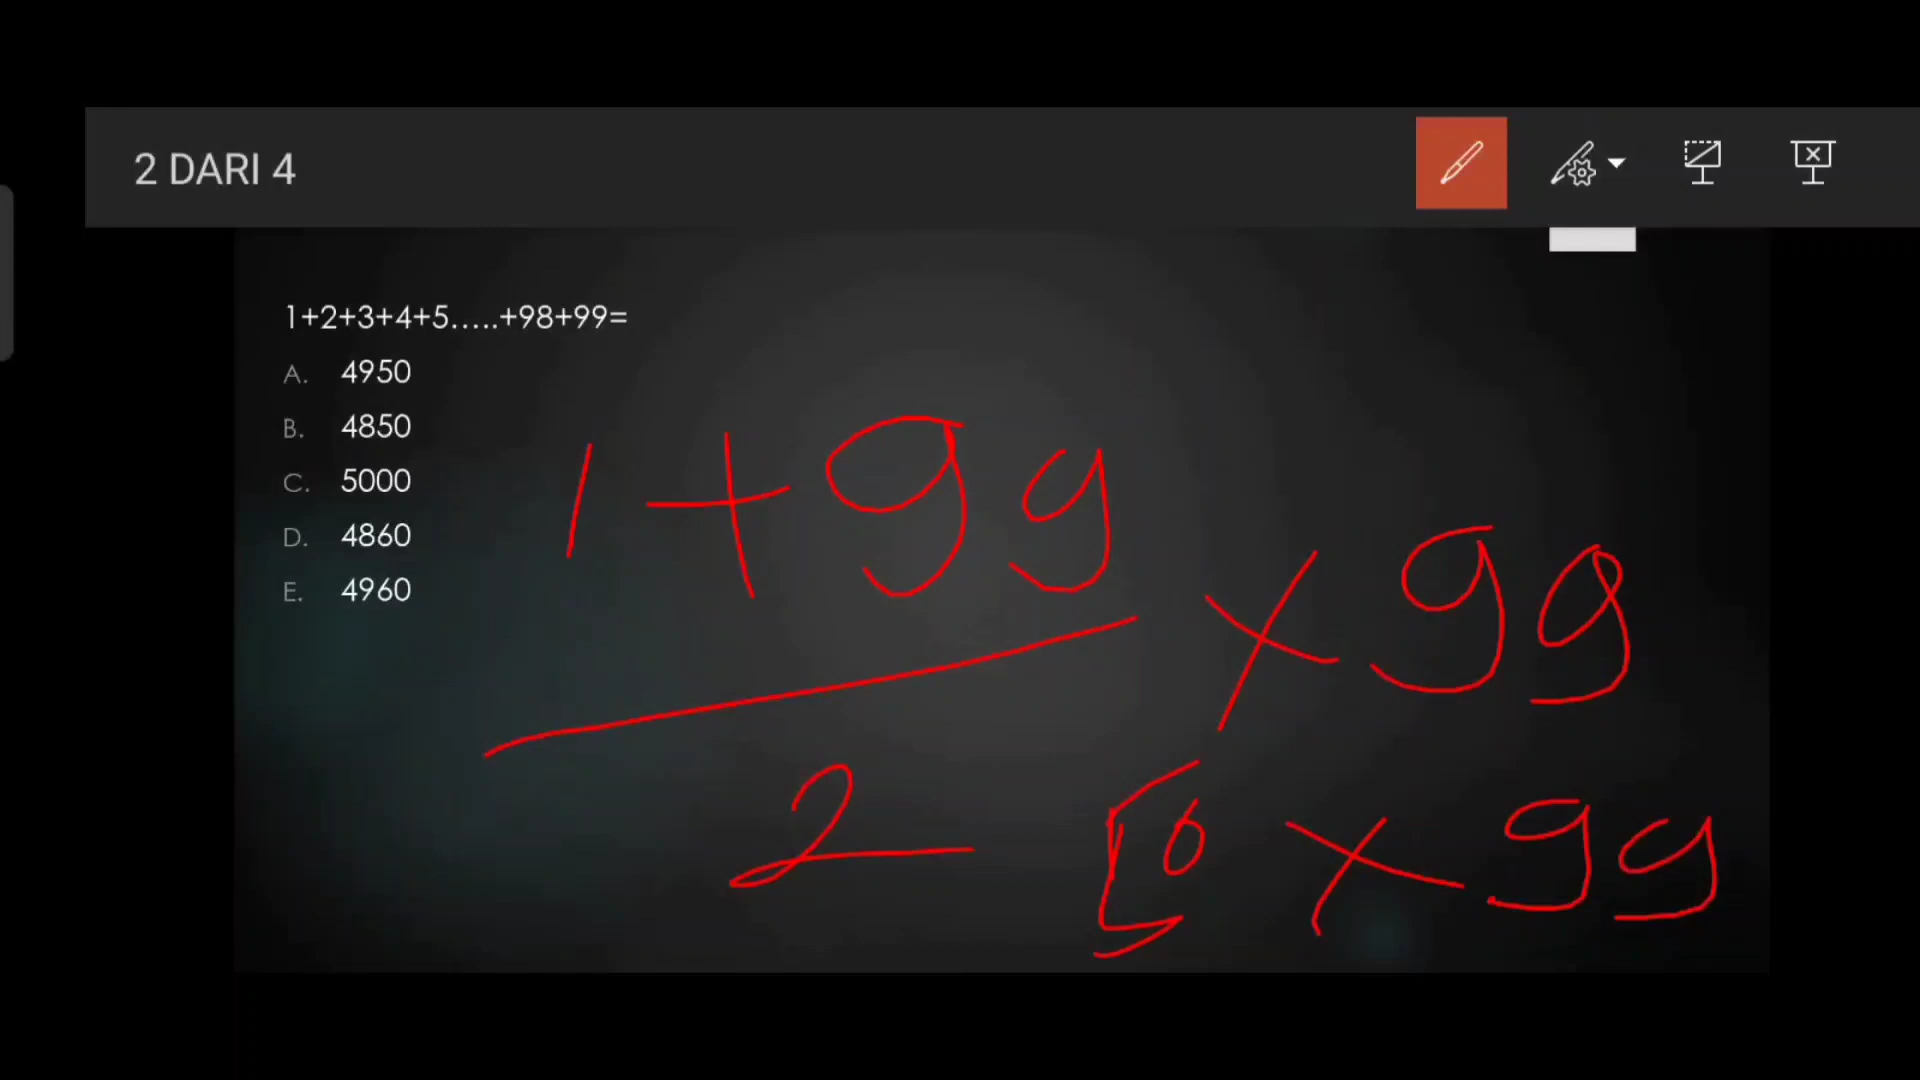 2 DARI 4
1+2+3+4+5.....+98+99=
A. 4950
B. 4850
C. 5000
D. 4860
E. 4960
1+99
× 99
2
50 × 99